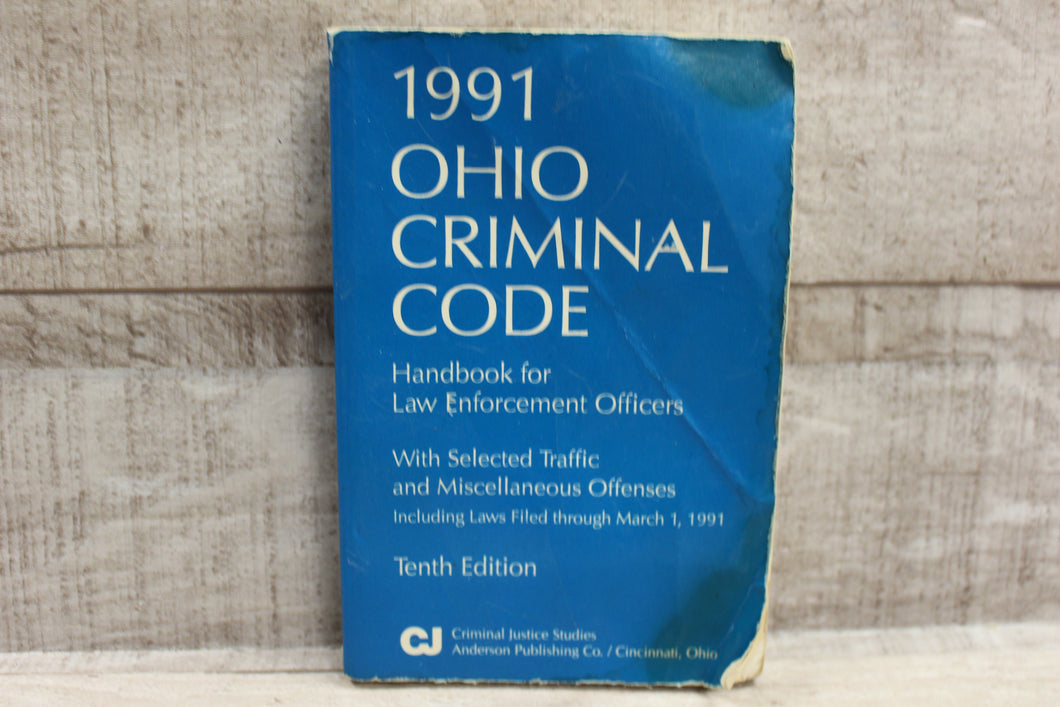 1991
OHIO
CRIMINAL
CODE
Handbook for
Law Enforcement Officers
With Selected Traffic
and Miscellaneous Offenses
Including Laws Filed through March 1, 1991
Tenth Edition
CJ Criminal Justice Studies
Anderson Publishing Co. / Cincinnati, Ohio